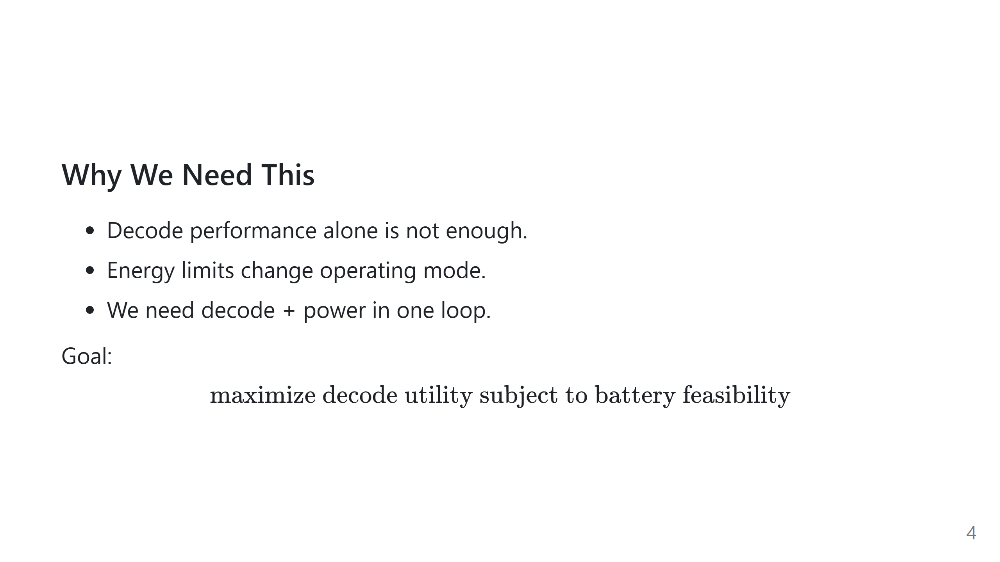 Why We Need This
• Decode performance alone is not enough.
• Energy limits change operating mode.
• We need decode + power in one loop.
Goal:
maximize decode utility subject to battery feasibility
4